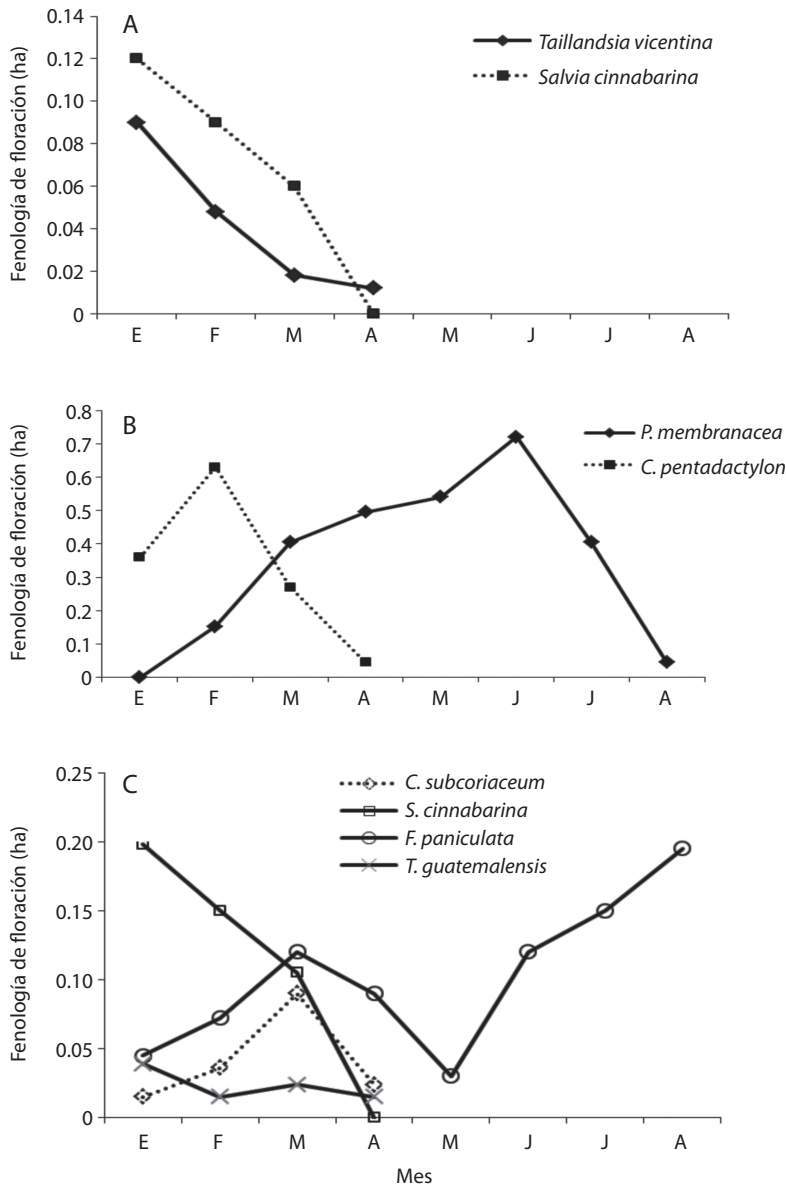 A
Fenología de floración (ha)
0.14
0.12
0.10
0.08
0.06
0.04
0.02
0
Taillandsia vicentina
Salvia cinnabarina
E F M A M J J A
B
Fenología de floración (ha)
0.8
0.7
0.6
0.5
0.4
0.3
0.2
0.1
0
P. membranacea
C. pentadactylon
E F M A M J J A
C
Fenología de floración (ha)
0.25
0.20
0.15
0.10
0.05
0
C. subcoriaceum
S. cinnabarina
F. paniculata
T. guatemalensis
E F M A M J J A
Mes